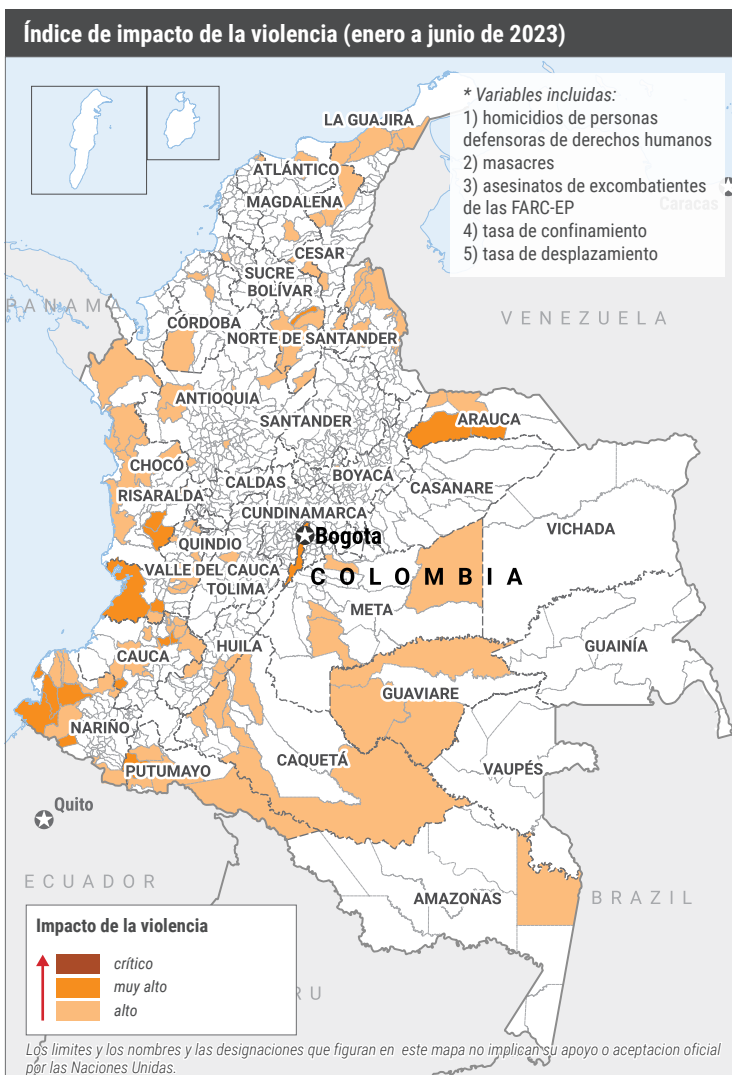 Índice de impacto de la violencia (enero a junio de 2023)
* Variables incluidas:
1) homicidios de personas
defensoras de derechos humanos
2) masacres
3) asesinatos de excombatientes
de las FARC-EP
4) tasa de confinamiento
5) tasa de desplazamiento
Caracas
LA GUAJIRA
ATLÁNTICO
MAGDALENA
CESAR
SUCRE
BOLÍVAR
PANAMA
VENEZUELA
CÓRDOBA
NORTE DE SANTANDER
ANTIOQUIA
SANTANDER
ARAUCA
CHOCÓ
BOYACÁ
CALDAS
CASANARE
RISARALDA
CUNDINAMARCA
VICHADA
Bogota
QUINDIO
VALLE DEL CAUCA
COLOMBIA
TOLIMA
META
HUILA
GUAINÍA
CAUCA
GUAVIARE
NARIÑO
CAQUETÁ
PUTUMAYO
VAUPÉS
Quito
ECUADOR
AMAZONAS
BRAZIL
Impacto de la violencia
crítico
muy alto
alto
RU
Los limites y los nombres y las designaciones que figuran en este mapa no implican su apoyo o aceptacion oficial
por las Naciones Unidas.